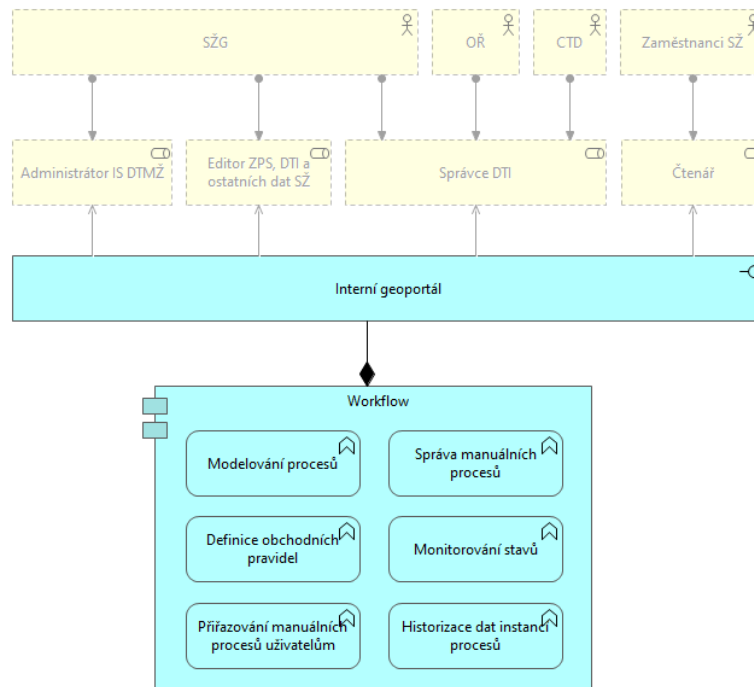 SŽG
OŘ
CTD
Zaměstnanci SŽ
Administrátor IS DTMŽ
Editor ZPS, DTI a
ostatních dat SŽ
Správce DTI
Čtenář
Interní geoportál
Workflow
Modelování procesů
Správa manuálních
procesů
Definice obchodních
pravidel
Monitorování stavů
Přiřazování manuálních
procesů uživatelům
Historizace dat instancí
procesů